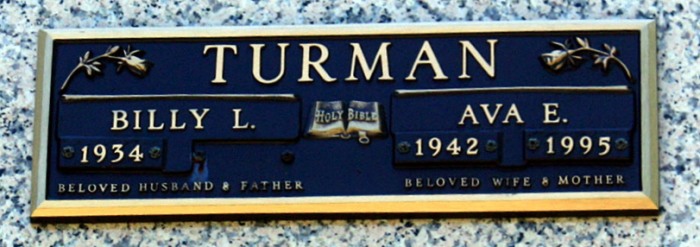 TURMAN
BILLY L.
1934
BELOVED HUSBAND & FATHER
HOLY BIBLE
AVA E.
1942 1995
BELOVED WIFE & MOTHER